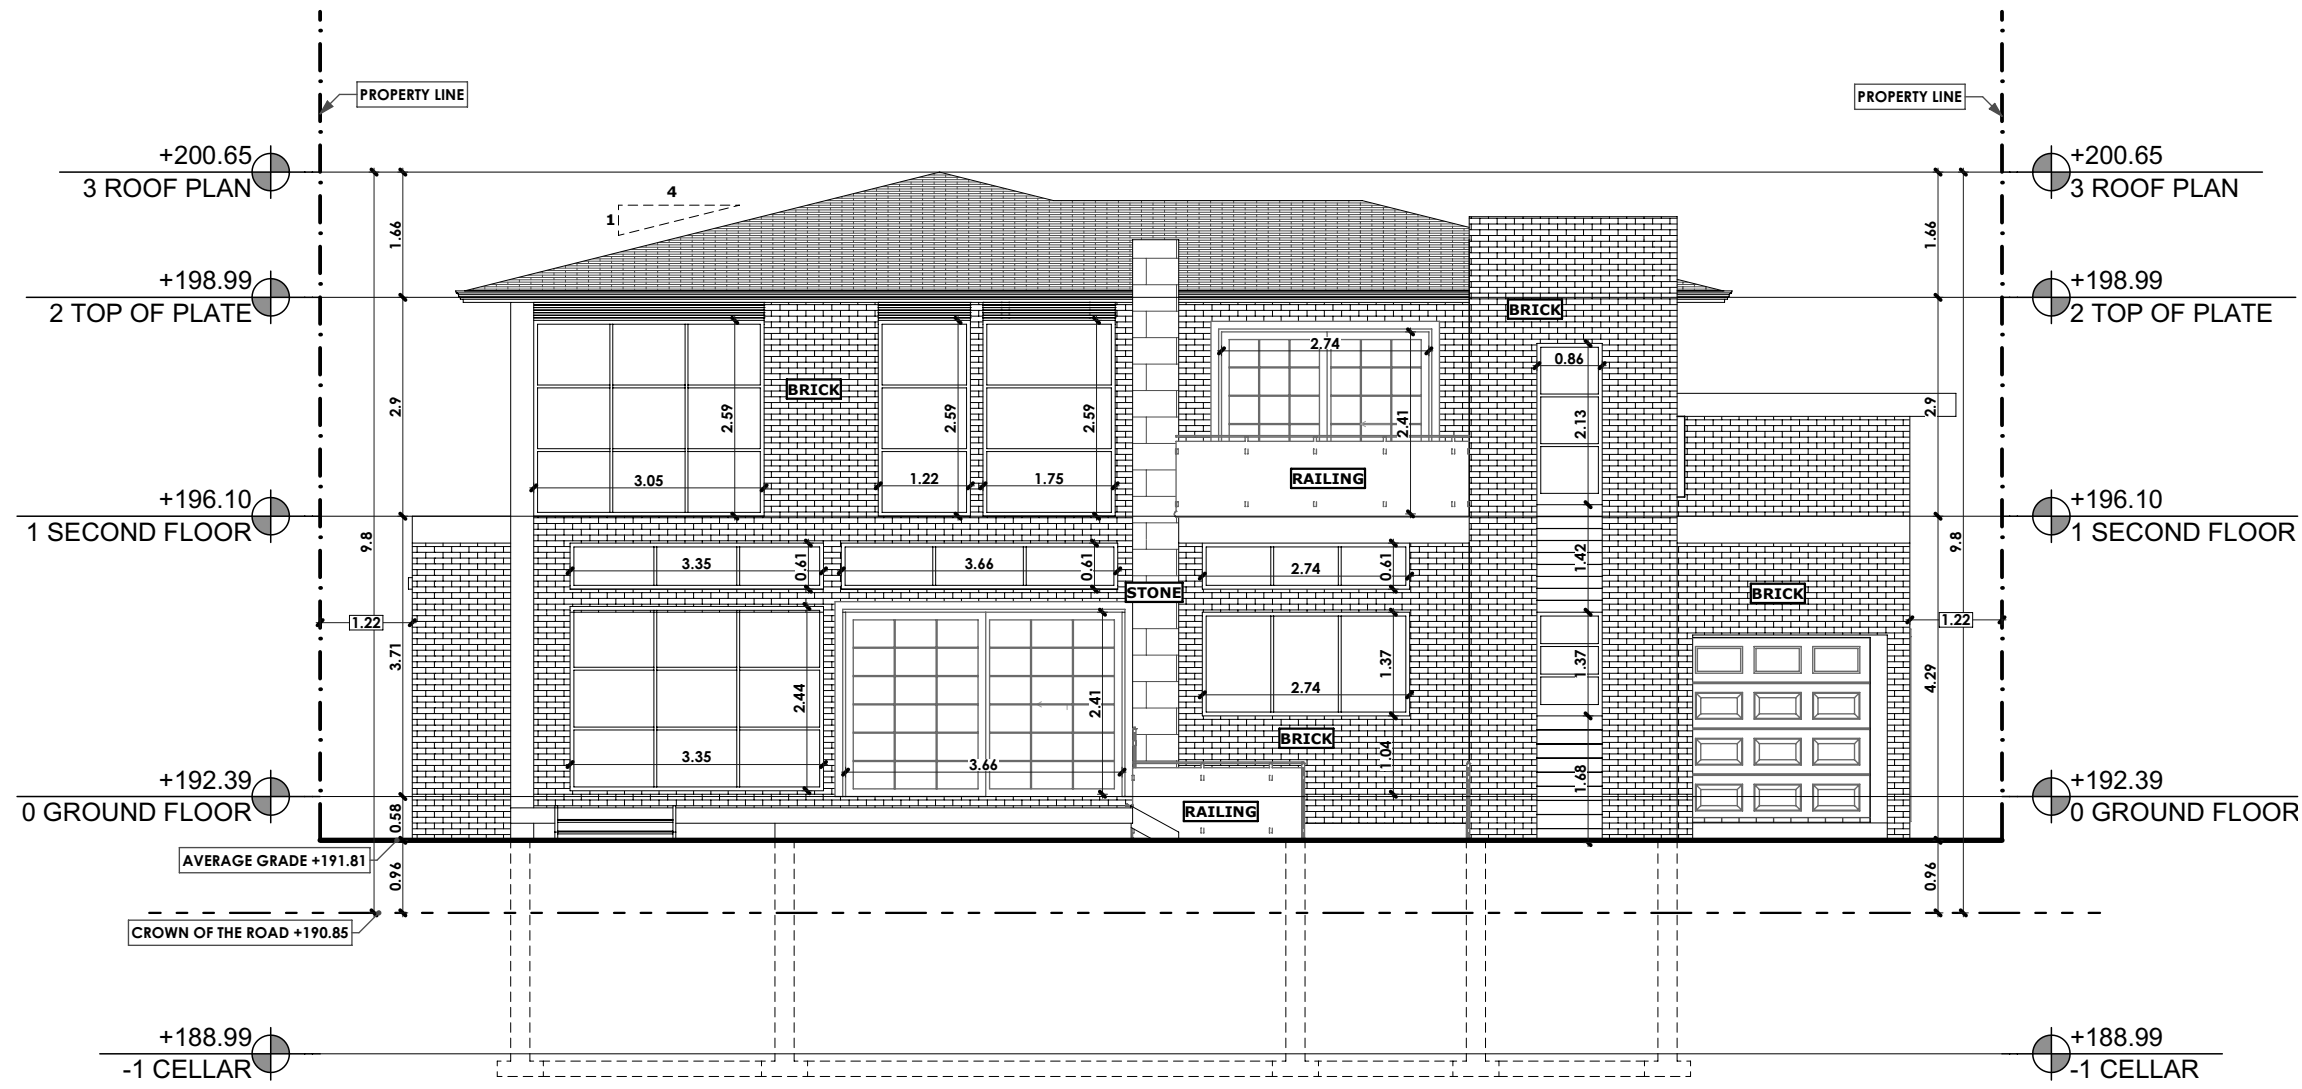 PROPERTY LINE
PROPERTY LINE
+200.65
3 ROOF PLAN
+200.65
3 ROOF PLAN
4
1
1.66
1.66
+198.99
2 TOP OF PLATE
+198.99
2 TOP OF PLATE
BRICK
2.74
0.86
BRICK
2.9
2.59
2.59
2.59
2.41
2.13
2.9
3.05
1.22
1.75
RAILING
+196.10
1 SECOND FLOOR
+196.10
1 SECOND FLOOR
9.8
9.8
3.35
0.61
3.66
0.61
2.74
0.61
1.42
STONE
BRICK
1.22
1.22
3.71
2.44
2.41
1.37
1.37
4.29
2.74
BRICK
3.35
3.66
1.04
1.68
+192.39
0 GROUND FLOOR
+192.39
0 GROUND FLOOR
0.58
RAILING
AVERAGE GRADE +191.81
0.96
0.96
CROWN OF THE ROAD +190.85
+188.99
-1 CELLAR
+188.99
-1 CELLAR